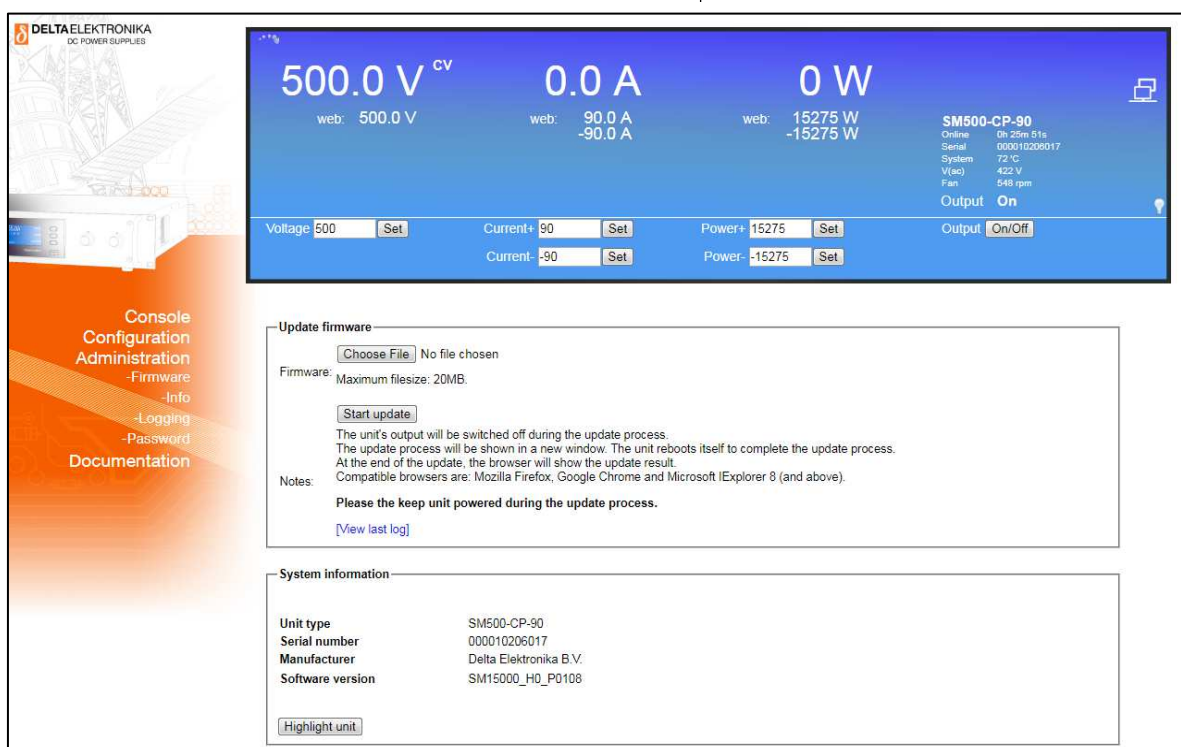 DELTAELEKTRONIKA
DC POWER SUPPLIES
500.0 V CV 0.0 A 0 W
web: 500.0 V web: 90.0 A web: 15275 W
-90.0 A -15275 W
SM500-CP-90
Online 0h 25m 51s
Serial 000010206017
System 72 °C
V(ac) 422 V
Fan 548 rpm
Output On
Voltage 500 Set Current+ 90 Set Power+ 15275 Set Output On/Off
Current- -90 Set Power- -15275 Set
Console
Configuration
Administration
-Firmware
-Info
-Logging
-Password
Documentation
Update firmware
Choose File No file chosen
Firmware:
Maximum filesize: 20MB.
Start update
The unit's output will be switched off during the update process.
The update process will be shown in a new window. The unit reboots itself to complete the update process.
At the end of the update, the browser will show the update result.
Notes: Compatible browsers are: Mozilla Firefox, Google Chrome and Microsoft IExplorer 8 (and above).
Please the keep unit powered during the update process.
[View last log]
System information
Unit type SM500-CP-90
Serial number 000010206017
Manufacturer Delta Elektronika B.V.
Software version SM15000_H0_P0108
Highlight unit